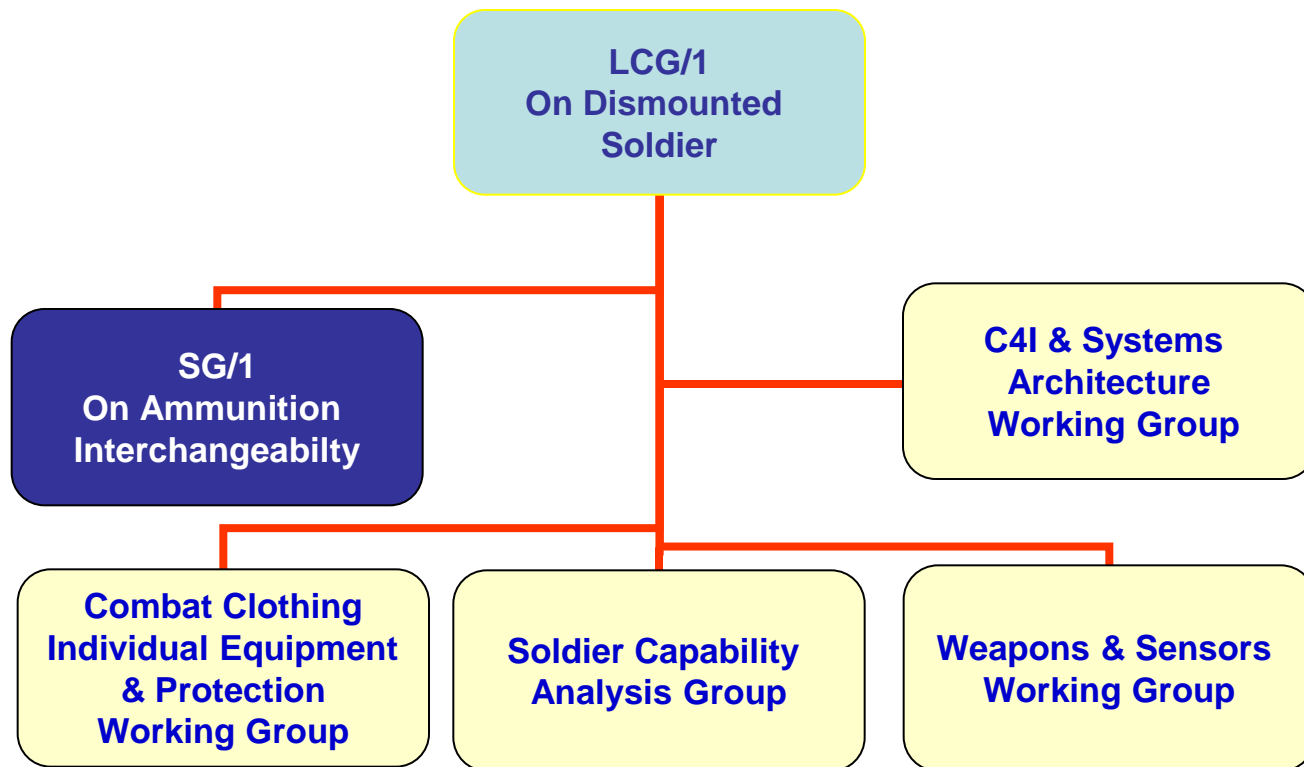 LCG/1
On Dismounted
Soldier
SG/1
On Ammunition
Interchangeabilty
C4I & Systems
Architecture
Working Group
Combat Clothing
Individual Equipment
& Protection
Working Group
Soldier Capability
Analysis Group
Weapons & Sensors
Working Group